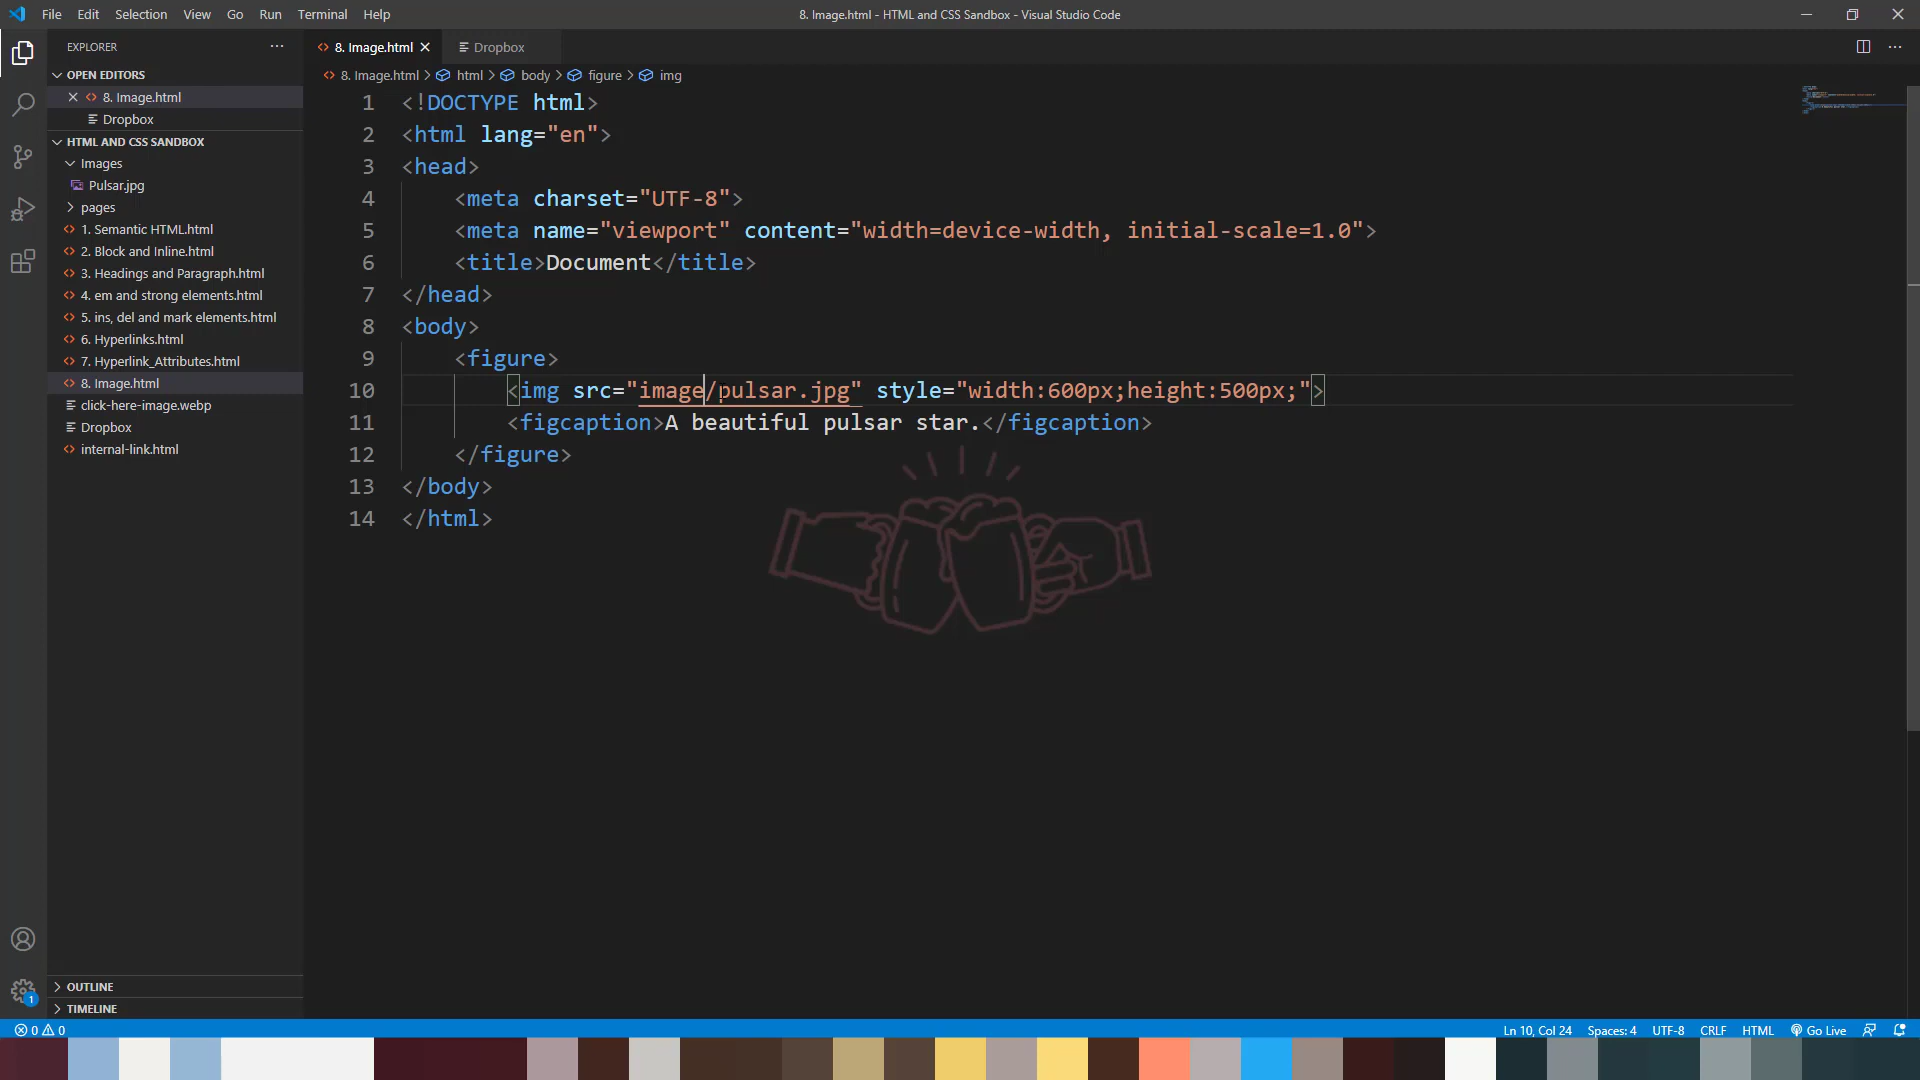 File Edit Selection View Go Run Terminal Help
8. Image.html - HTML and CSS Sandbox - Visual Studio Code
EXPLORER
OPEN EDITORS
8. Image.html
Dropbox
HTML AND CSS SANDBOX
Images
Pulsar.jpg
pages
1. Semantic HTML.html
2. Block and Inline.html
3. Headings and Paragraph.html
4. em and strong elements.html
5. ins, del and mark elements.html
6. Hyperlinks.html
7. Hyperlink_Attributes.html
8. Image.html
click-here-image.webp
Dropbox
internal-link.html
OUTLINE
TIMELINE
8. Image.html Dropbox
8. Image.html > html > body > figure > img
1 <!DOCTYPE html>
2 <html lang="en">
3 <head>
4 <meta charset="UTF-8">
5 <meta name="viewport" content="width=device-width, initial-scale=1.0">
6 <title>Document</title>
7 </head>
8 <body>
9 <figure>
10 <img src="image/pulsar.jpg" style="width:600px;height:500px;">
11 <figcaption>A beautiful pulsar star.</figcaption>
12 </figure>
13 </body>
14 </html>
1
0 0 Ln 10, Col 24 Spaces: 4 UTF-8 CRLF HTML Go Live